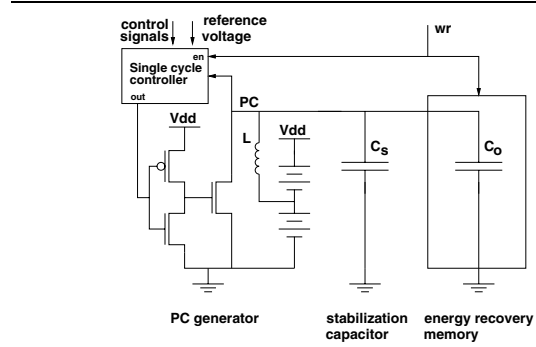 control
signals
reference
voltage
wr
en
Single cycle
controller
out
PC
Vdd
L
Vdd
Cs
Co
PC generator
stabilization
capacitor
energy recovery
memory